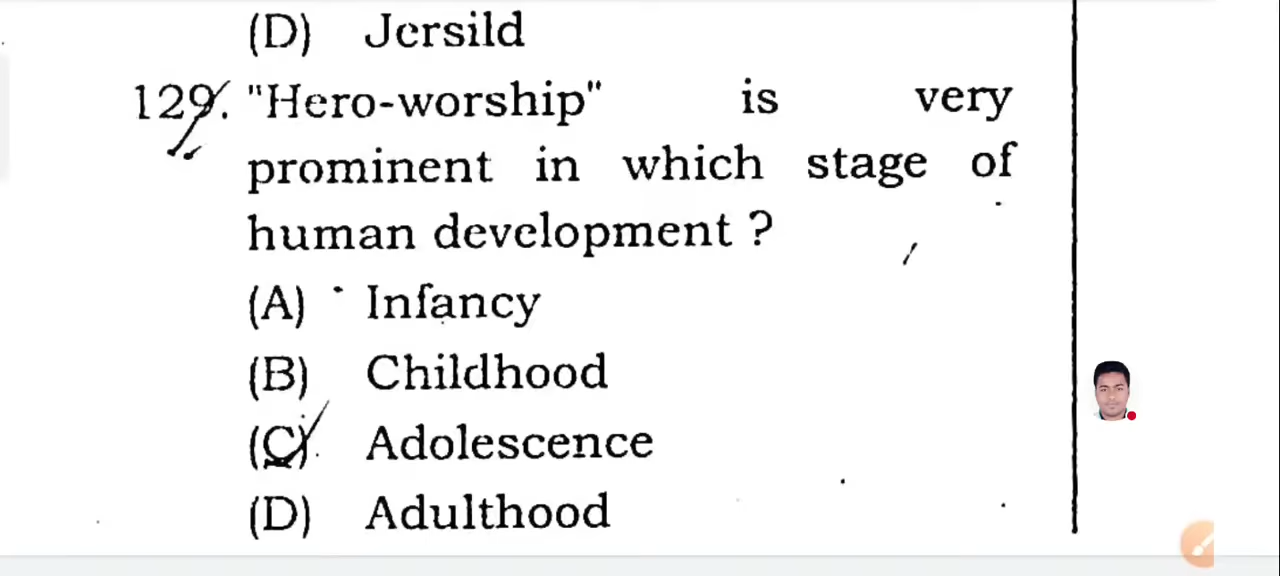 (D) Jersild
129. "Hero-worship" is very
prominent in which stage of
human development ?
(A) Infancy
(B) Childhood
(C) Adolescence
(D) Adulthood